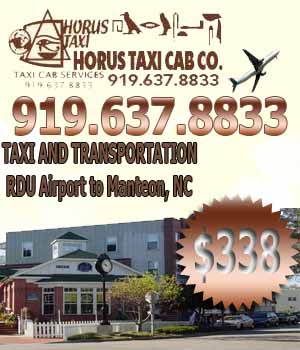 HORUS
TAXI
TAXI CAB SERVICES
919.637.8833
HORUS TAXI CAB CO.
919.637.8833
919.637.8833
TAXI AND TRANSPORTATION
RDU Airport to Manteon, NC
$338